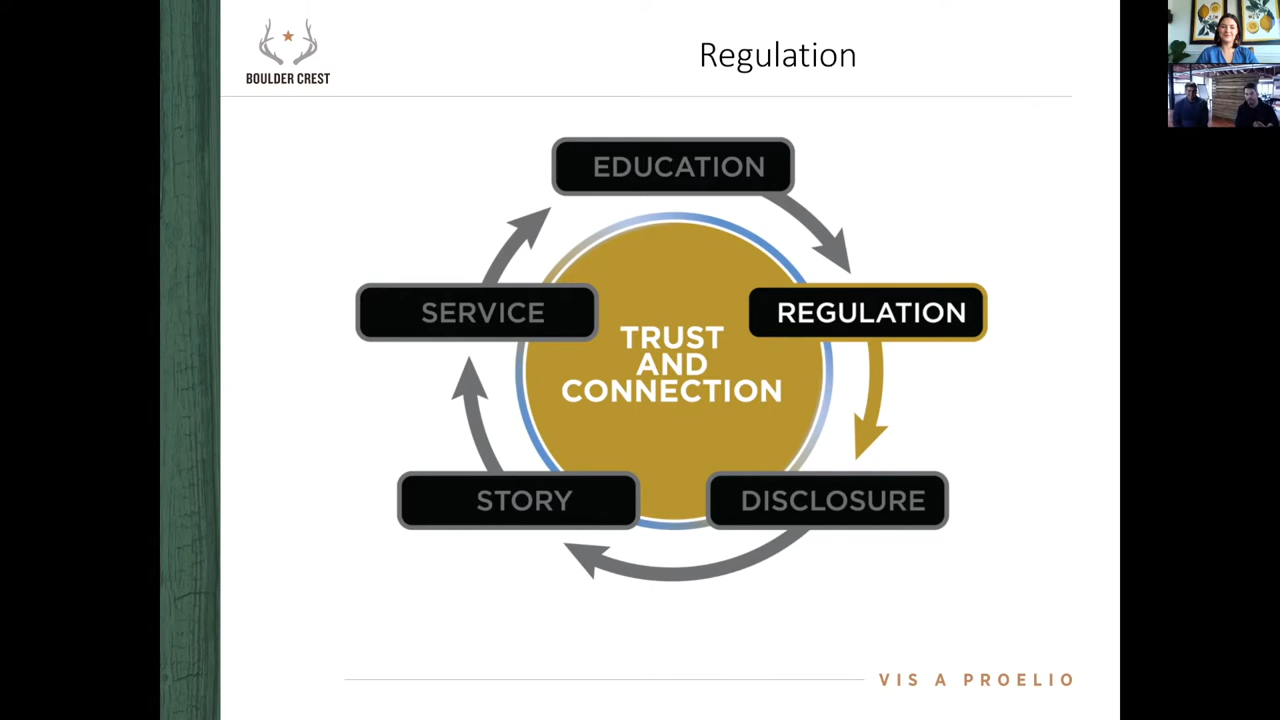 BOULDER CREST
Regulation
EDUCATION
SERVICE
REGULATION
TRUST
AND
CONNECTION
STORY
DISCLOSURE
VIS A PROELIO